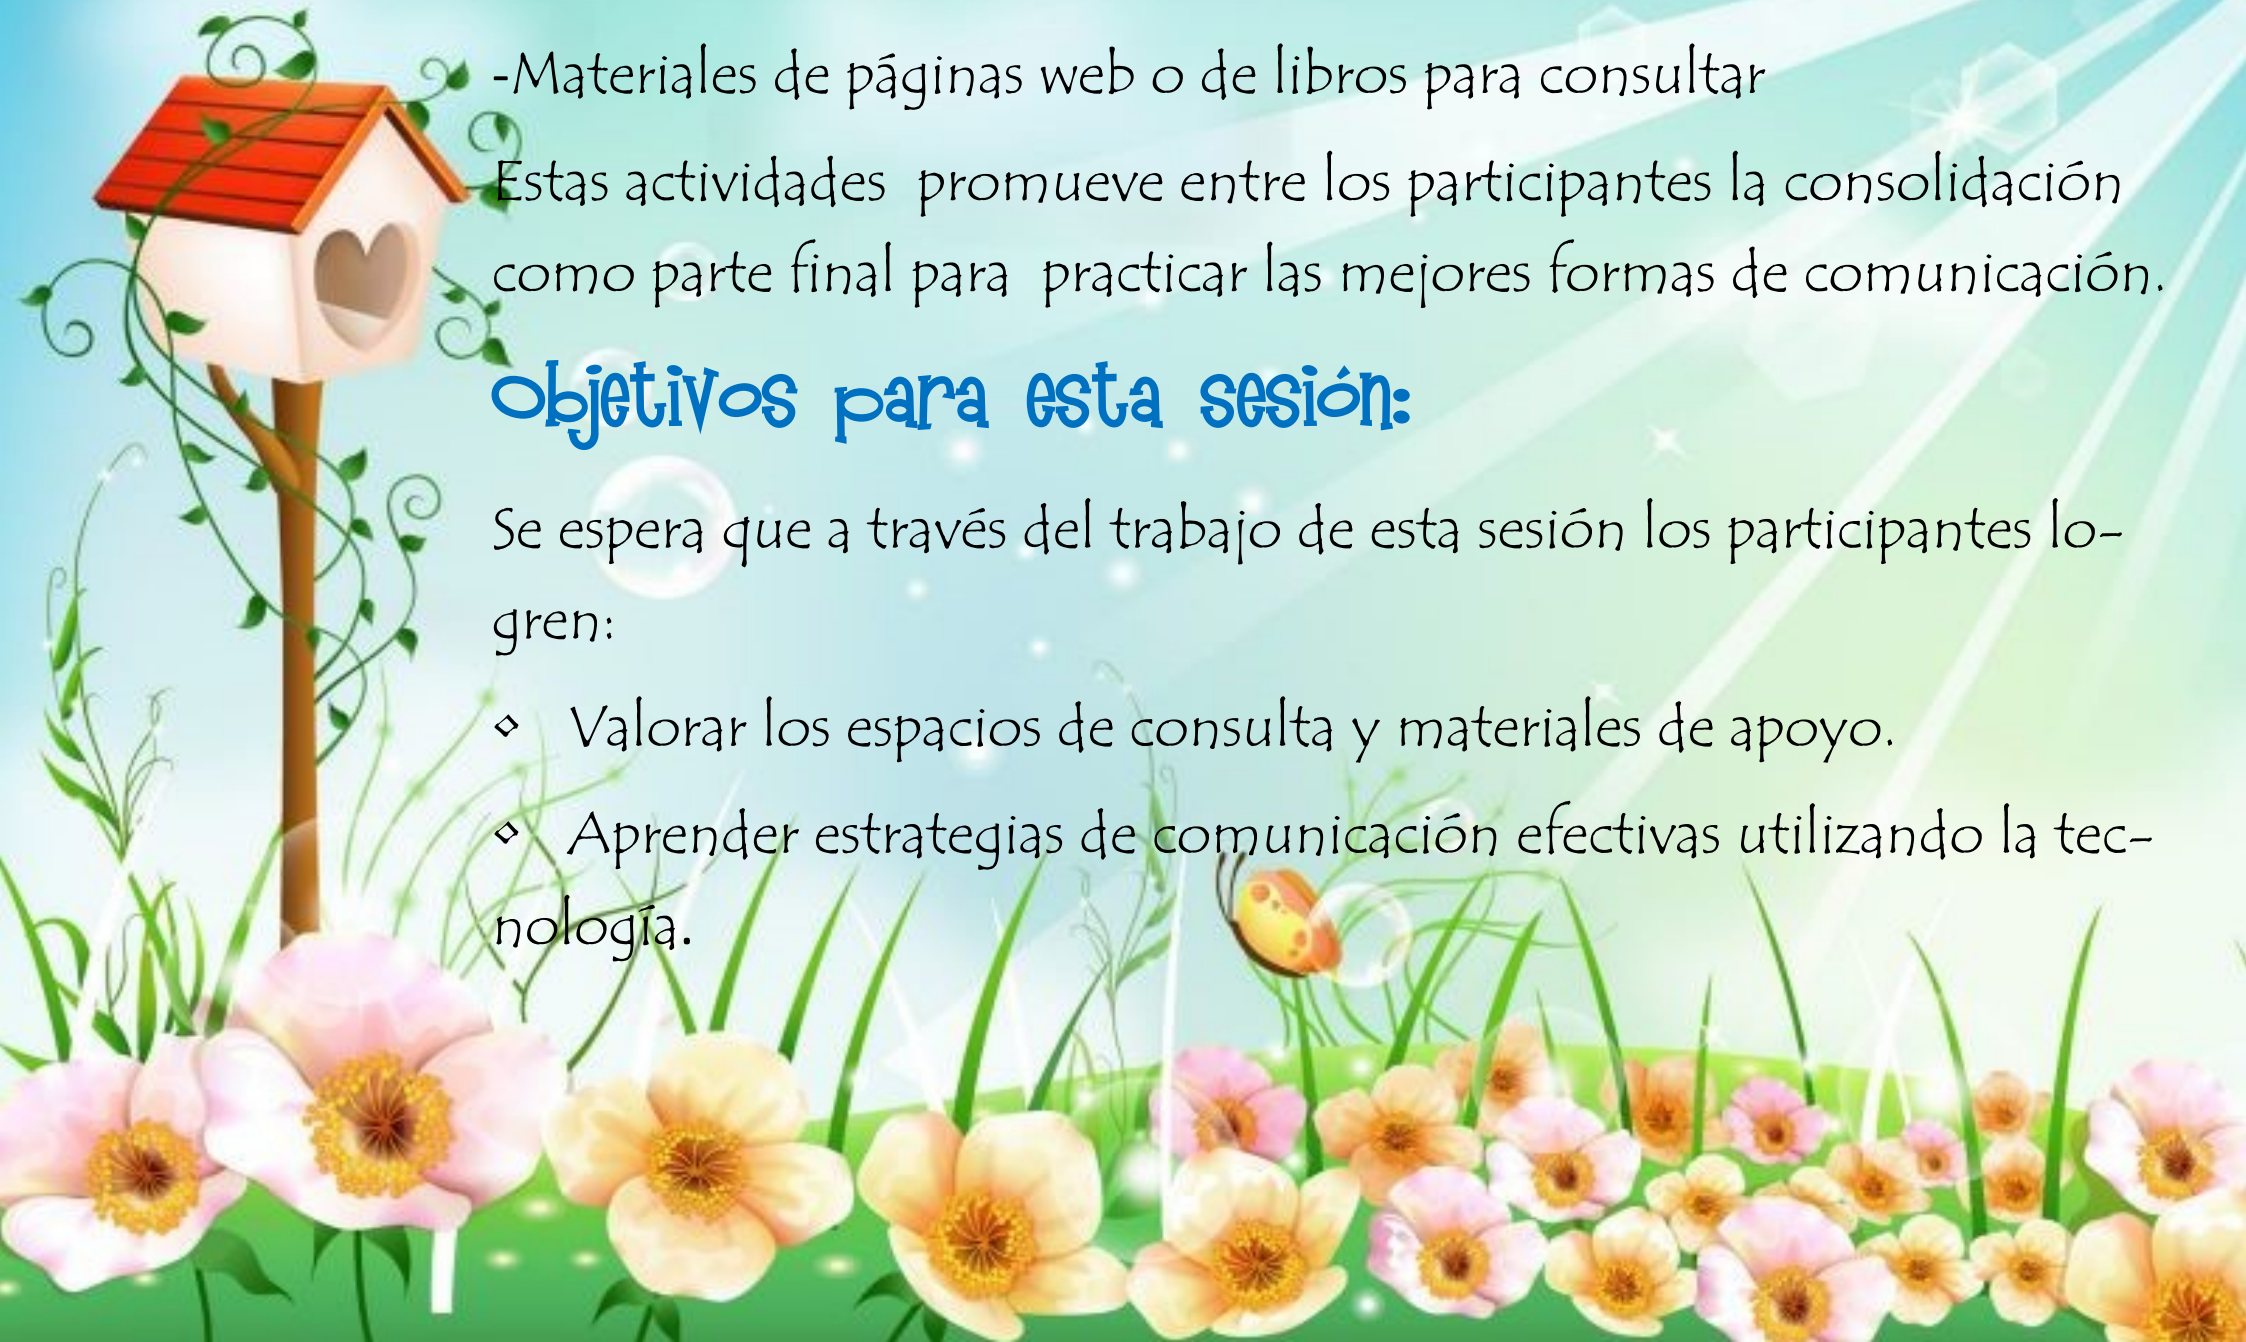 -Materiales de páginas web o de libros para consultar
Estas actividades  promueve entre los participantes la consolidación
como parte final para  practicar las mejores formas de comunicación.
Objetivos para esta sesión:
Se espera que a través del trabajo de esta sesión los participantes lo-
gren:
◊ Valorar los espacios de consulta y materiales de apoyo.
◊ Aprender estrategias de comunicación efectivas utilizando la tec-
nología.